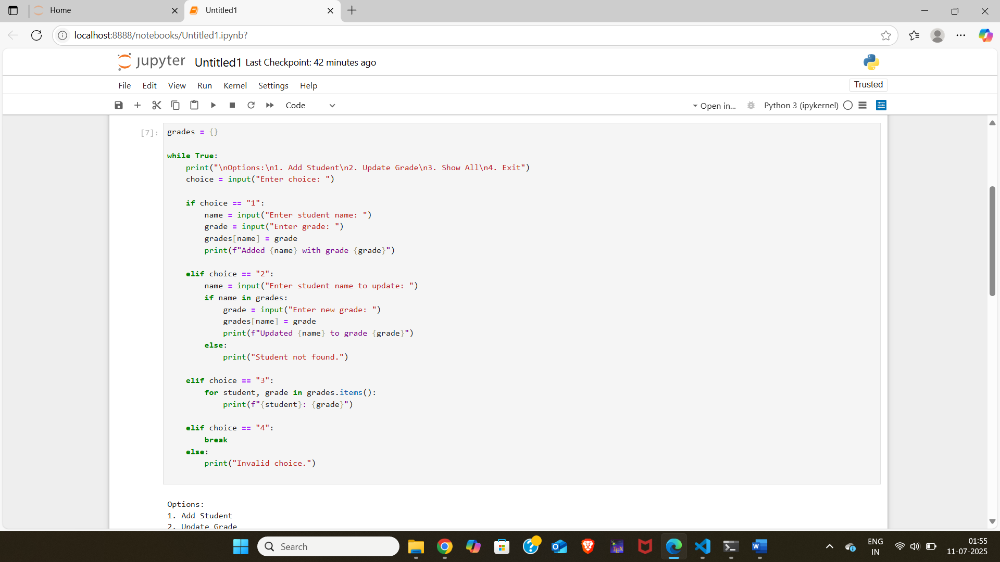 Home
Untitled1
localhost:8888/notebooks/Untitled1.ipynb?
jupyter Untitled1 Last Checkpoint: 42 minutes ago
File Edit View Run Kernel Settings Help
Trusted
Code
Open in...
Python 3 (ipykernel)
[7]:
grades = {}
while True:
    print("\nOptions:\n1. Add Student\n2. Update Grade\n3. Show All\n4. Exit")
    choice = input("Enter choice: ")
    if choice == "1":
        name = input("Enter student name: ")
        grade = input("Enter grade: ")
        grades[name] = grade
        print(f"Added {name} with grade {grade}")
    elif choice == "2":
        name = input("Enter student name to update: ")
        if name in grades:
            grade = input("Enter new grade: ")
            grades[name] = grade
            print(f"Updated {name} to grade {grade}")
        else:
            print("Student not found.")
    elif choice == "3":
        for student, grade in grades.items():
            print(f"{student}: {grade}")
    elif choice == "4":
        break
    else:
        print("Invalid choice.")
Options:
1. Add Student
2. Update Grade
Search
TEX
W
ENG
IN
01:55
11-07-2025